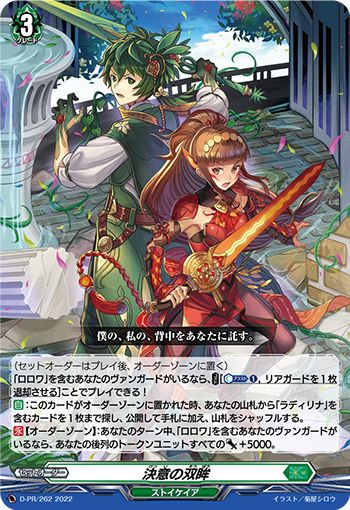 3
グレード
僕の、私の、背中をあなたに託す。
(セットオーダーはプレイ後、オーダーゾーンに置く)
「ロロワ」を含むあなたのヴァンガードがいるなら、【コスト】[1、リアガードを1枚
退却させる]ことでプレイできる!
自:このカードがオーダーゾーンに置かれた時、あなたの山札から「ラディリナ」を
含むカードを1枚まで探し、公開して手札に加え、山札をシャッフルする。
永【オーダーゾーン】:あなたのターン中、「ロロワ」を含むあなたのヴァンガードがい
るなら、あなたの後列のトークンユニットすべての+5000。
セットオーダー
決意の双眸
ストイケイア
D-PR/262 2022
イラスト/菊屋シロウ